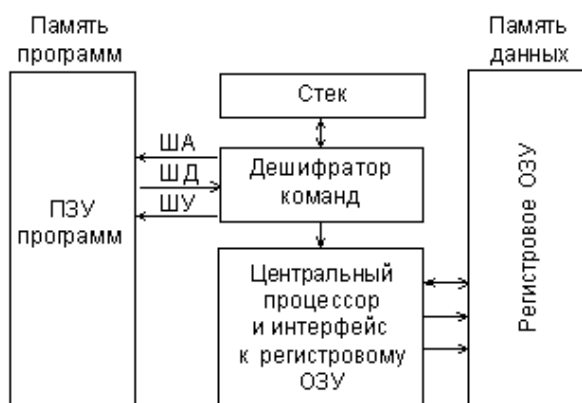 Память
программ
Память
данных
Стек
ША
ШД
ШУ
Дешифратор
команд
ПЗУ
программ
Центральный
процессор
и интерфейс
к регистровому
ОЗУ
Регистровое ОЗУ